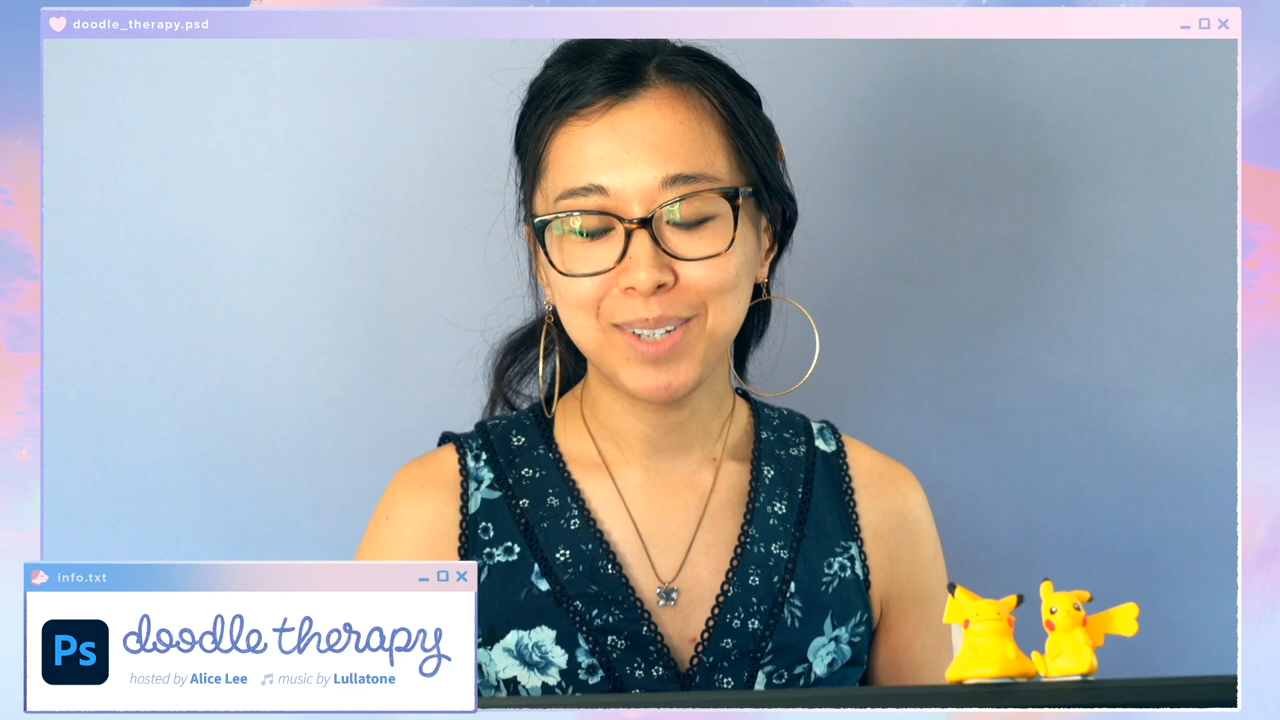 doodle_therapy.psd
info.txt
Ps
doodle therapy
hosted by Alice Lee music by Lullatone